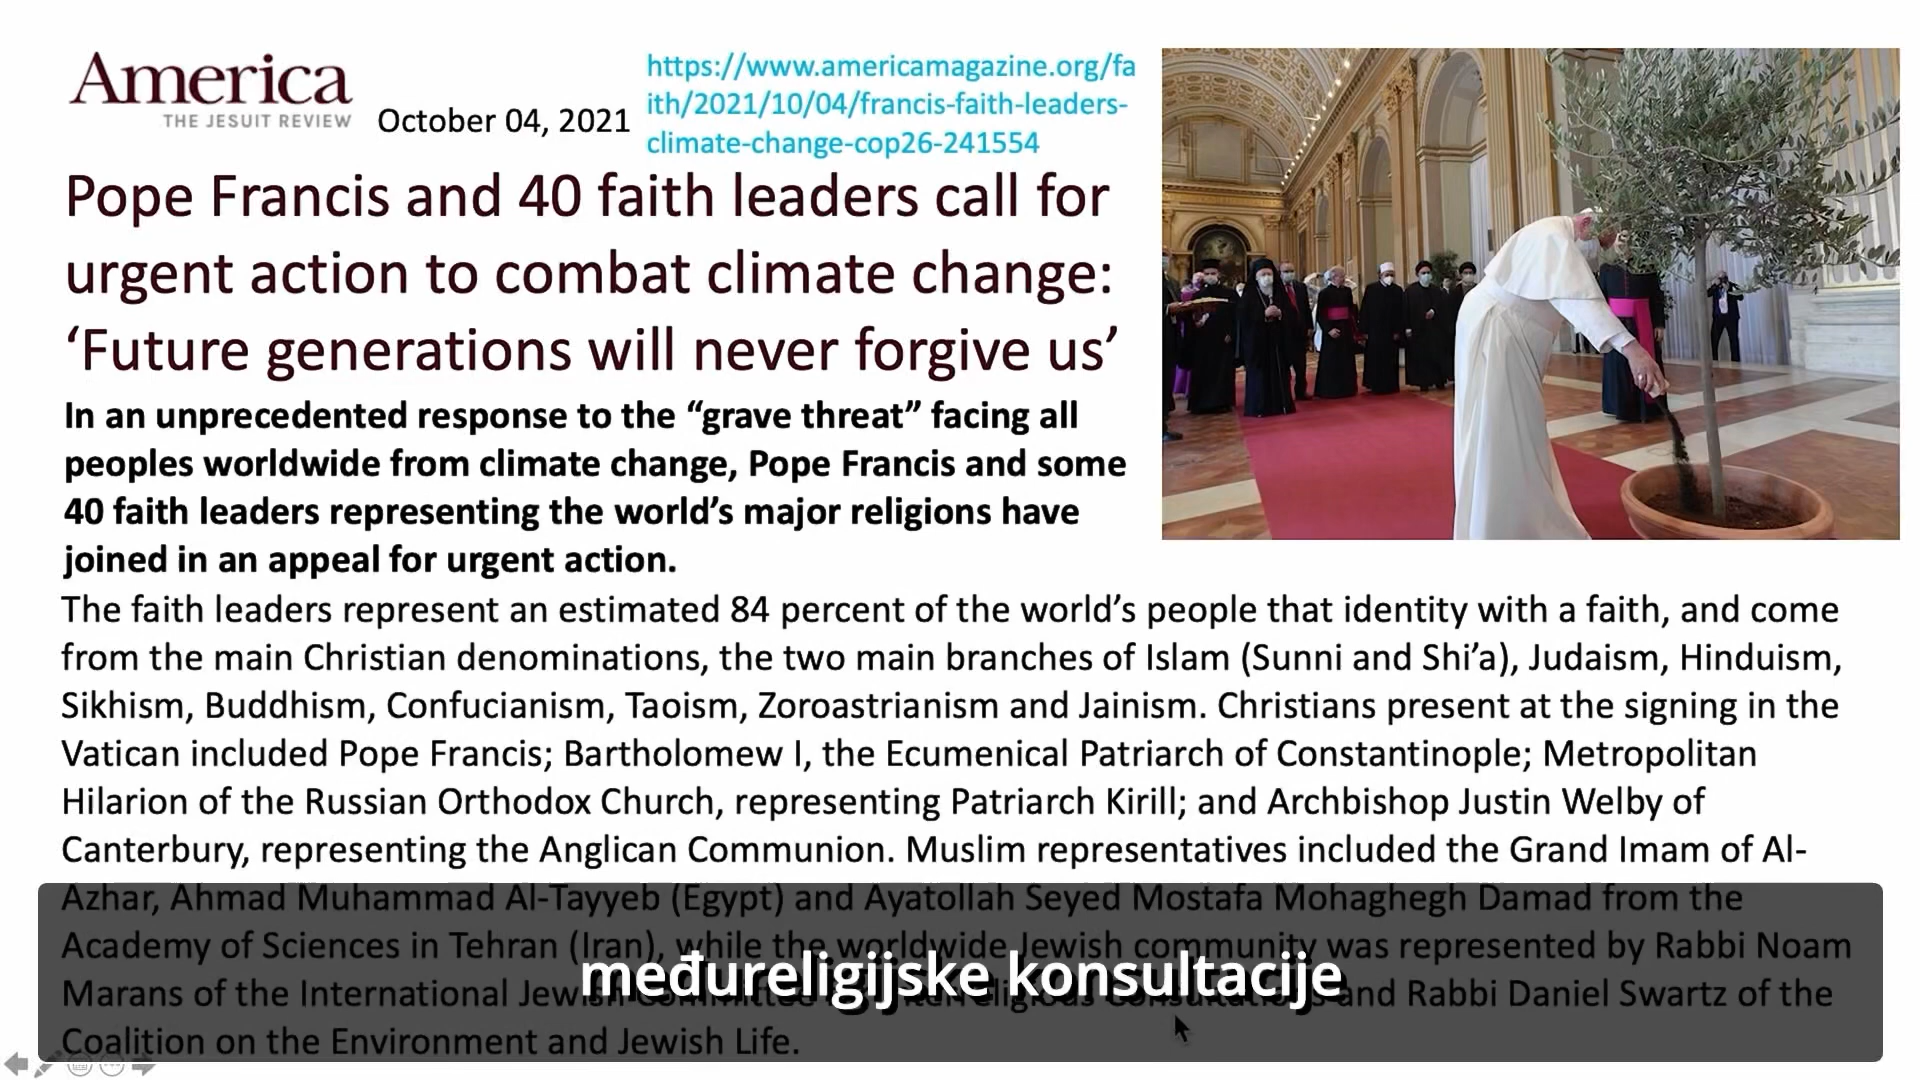 America
THE JESUIT REVIEW
October 04, 2021
https://www.americamagazine.org/fa
ith/2021/10/04/francis-faith-leaders-
climate-change-cop26-241554
Pope Francis and 40 faith leaders call for
urgent action to combat climate change:
‘Future generations will never forgive us’
In an unprecedented response to the “grave threat” facing all
peoples worldwide from climate change, Pope Francis and some
40 faith leaders representing the world’s major religions have
joined in an appeal for urgent action.
The faith leaders represent an estimated 84 percent of the world’s people that identity with a faith, and come
from the main Christian denominations, the two main branches of Islam (Sunni and Shi’a), Judaism, Hinduism,
Sikhism, Buddhism, Confucianism, Taoism, Zoroastrianism and Jainism. Christians present at the signing in the
Vatican included Pope Francis; Bartholomew I, the Ecumenical Patriarch of Constantinople; Metropolitan
Hilarion of the Russian Orthodox Church, representing Patriarch Kirill; and Archbishop Justin Welby of
Canterbury, representing the Anglican Communion. Muslim representatives included the Grand Imam of Al-
Azhar, Ahmad Muhammad Al-Tayyeb (Egypt) and Ayatollah Seyed Mostafa Mohaghegh Damad from the
Academy of Sciences in Tehran (Iran), while the worldwide Jewish community was represented by Rabbi Noam
Marans of the International Jewish and Rabbi Daniel Swartz of the
Coalition on the Environment and Jewish Life.
međureligijske konsultacije